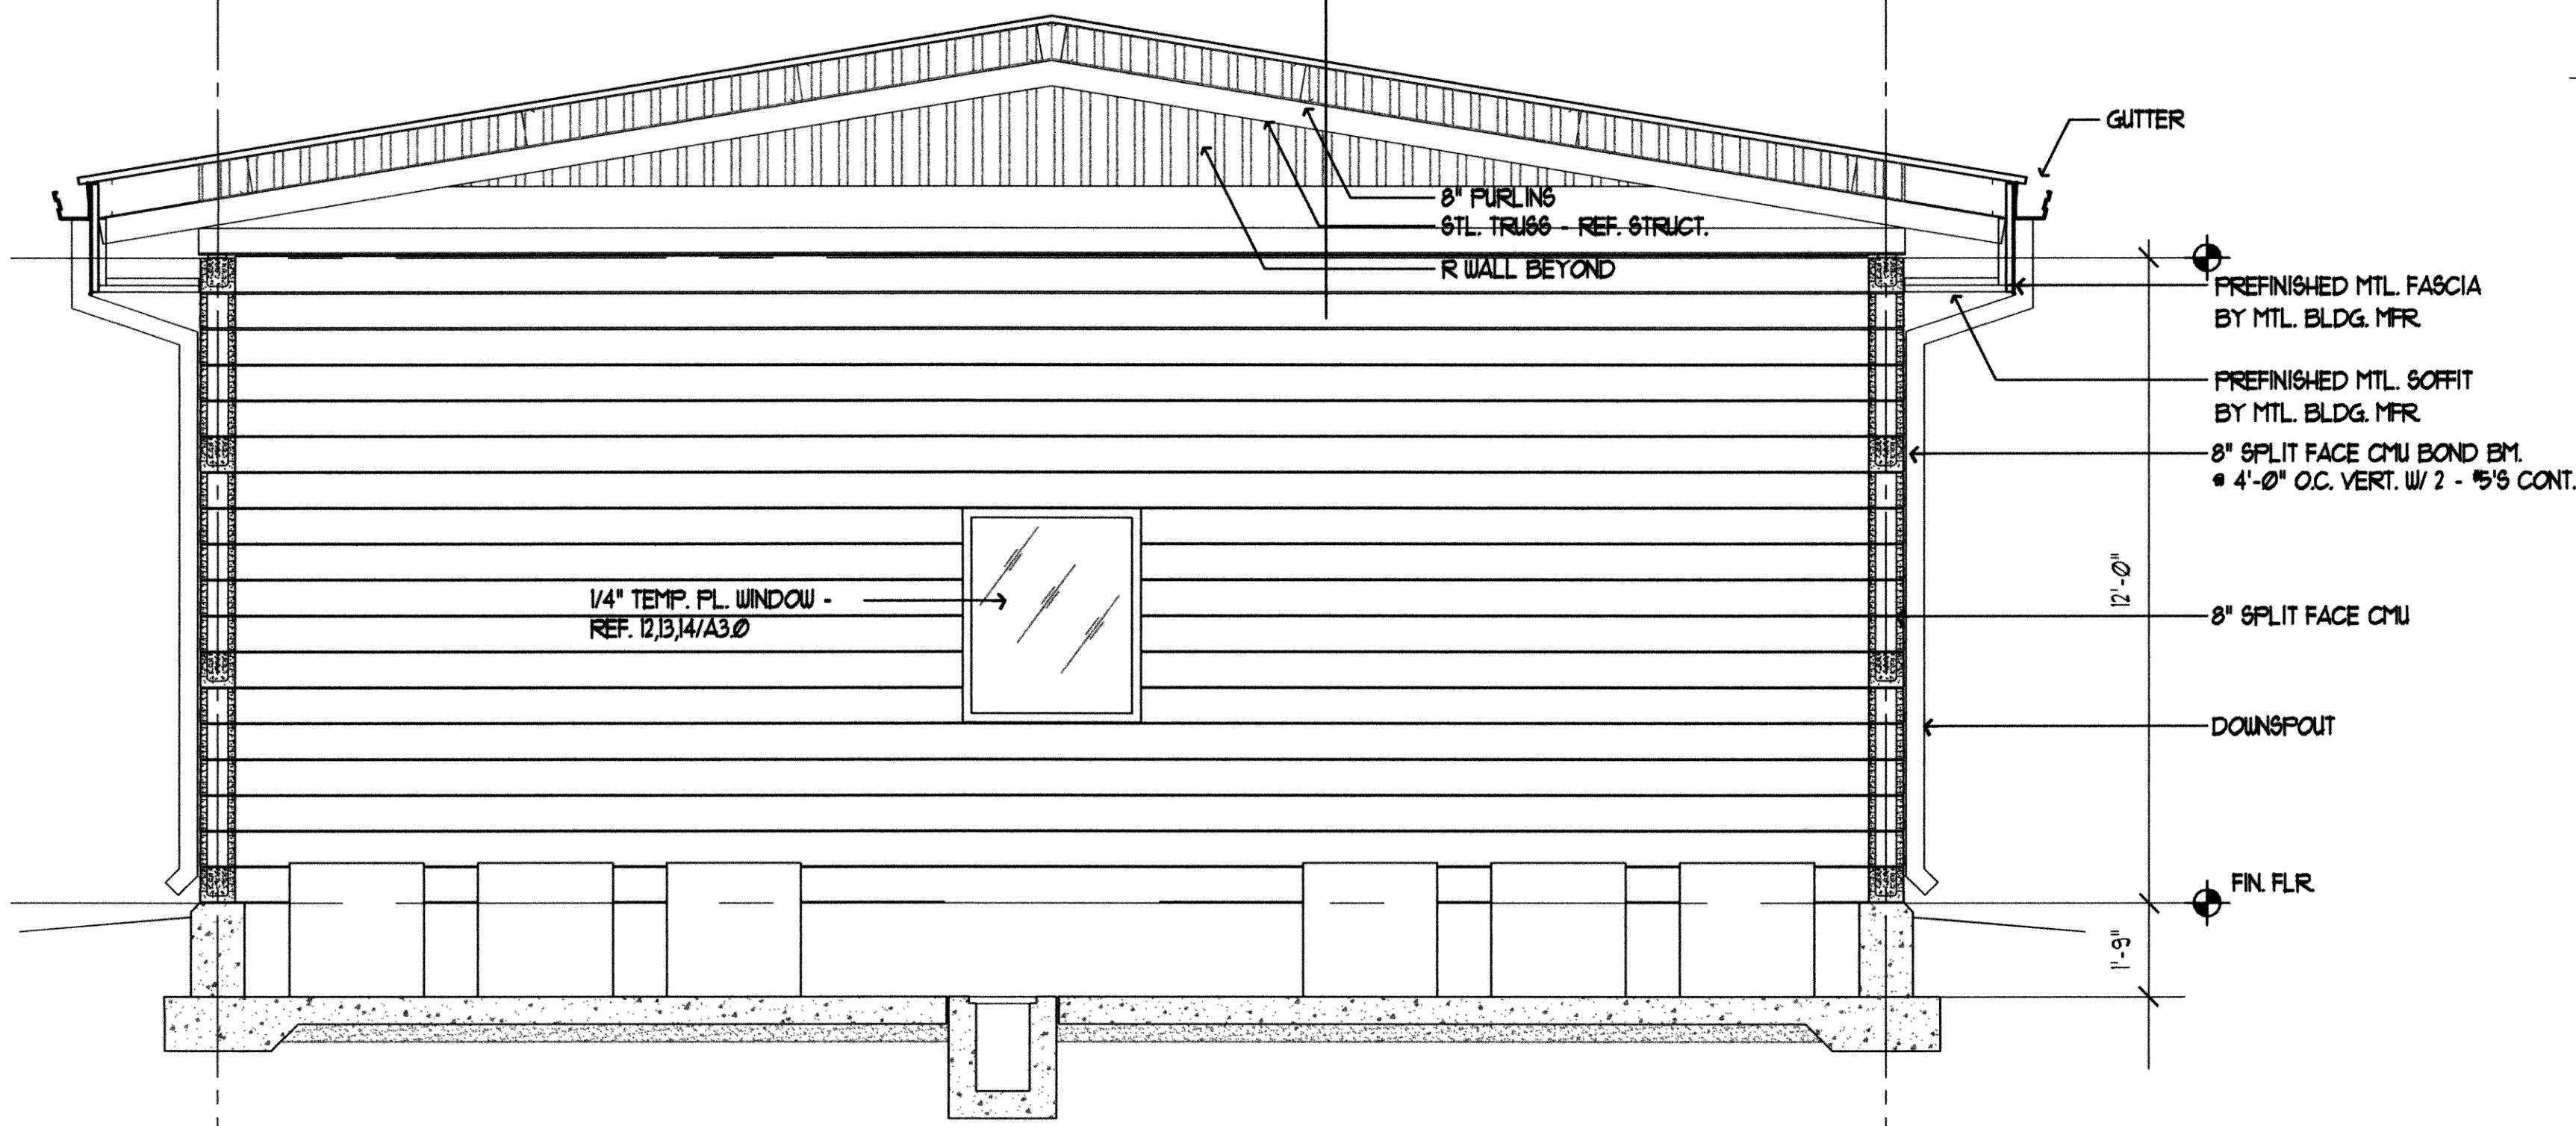 GUTTER
8" PURLINS
STL. TRUSS - REF. STRUCT.
R WALL BEYOND
PREFINISHED MTL. FASCIA
BY MTL. BLDG. MFR.
PREFINISHED MTL. SOFFIT
BY MTL. BLDG. MFR.
8" SPLIT FACE CMU BOND BM.
@ 4'-0" O.C. VERT. W/ 2 - #5'S CONT.
12'-0"
1/4" TEMP. PL. WINDOW -
REF. 12,13,14/A3.0
8" SPLIT FACE CMU
DOWNSPOUT
FIN. FLR.
1'-9"